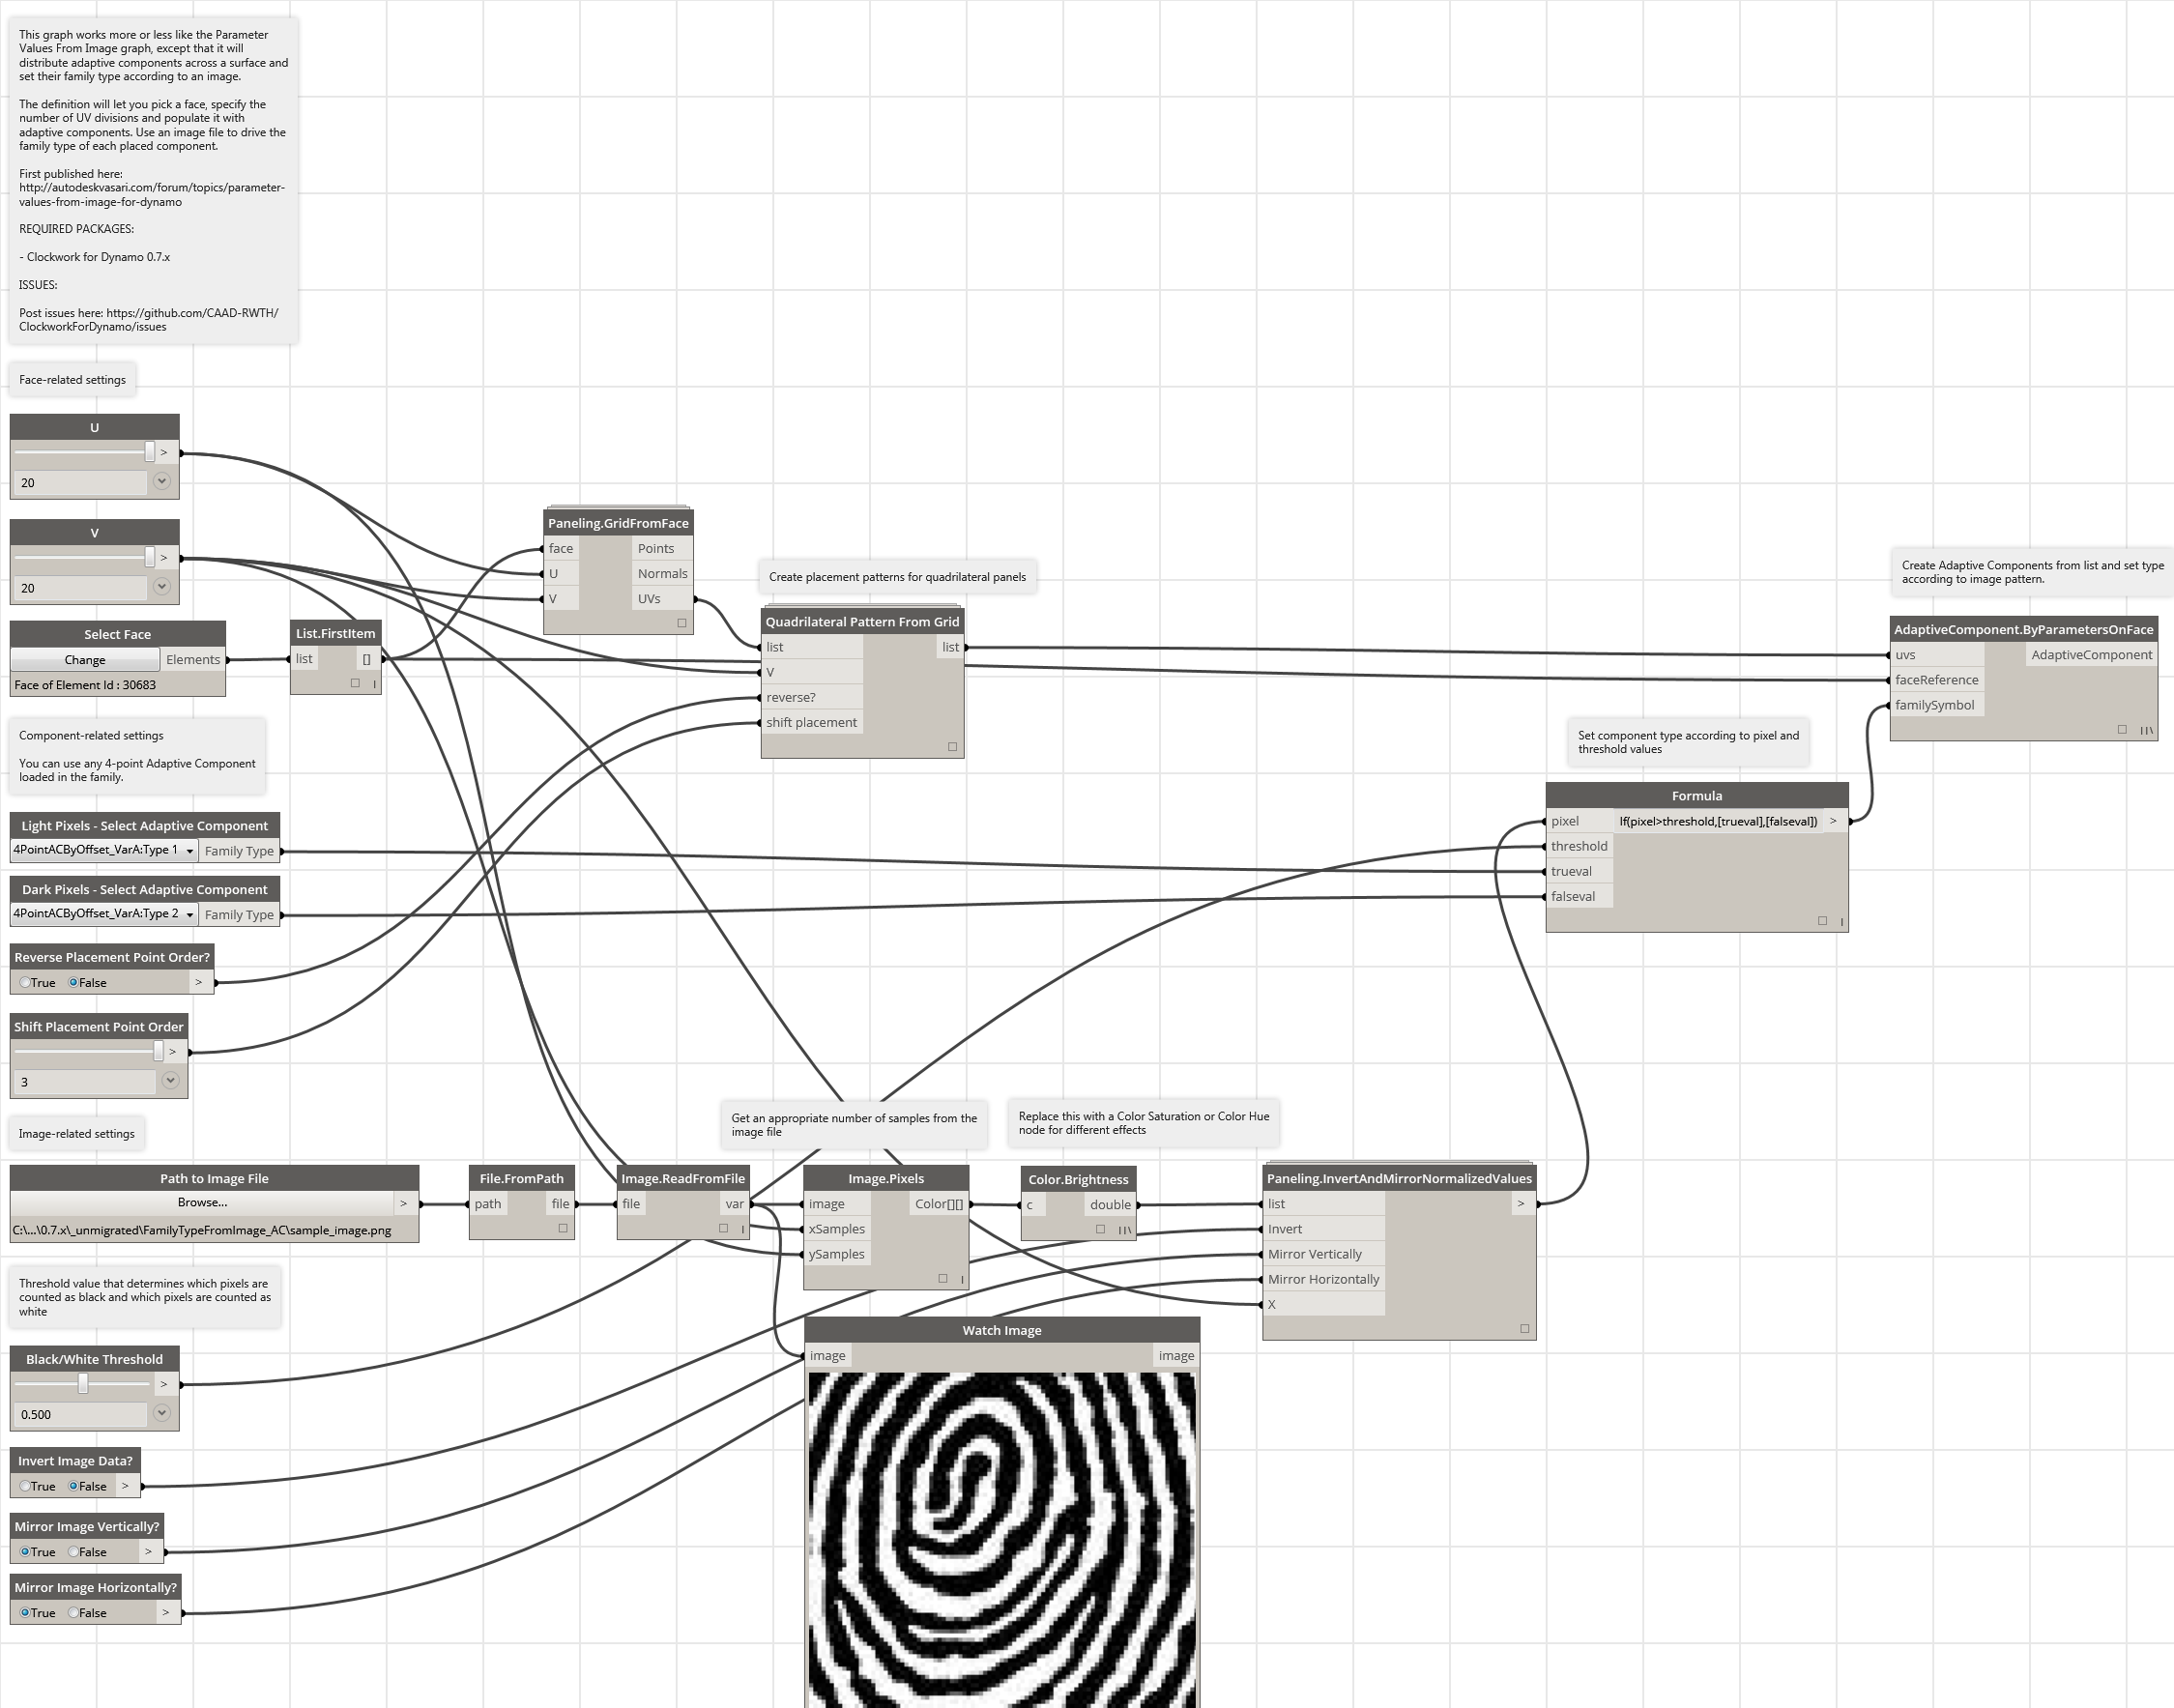 This graph works more or less like the Parameter
Values From Image graph, except that it will
distribute adaptive components across a surface and
set their family type according to an image.
The definition will let you pick a face, specify the
number of UV divisions and populate it with
adaptive components. Use an image file to drive the
family type of each placed component.
First published here:
http://autodeskvasari.com/forum/topics/parameter-
values-from-image-for-dynamo
REQUIRED PACKAGES:
- Clockwork for Dynamo 0.7.x
ISSUES:
Post issues here: https://github.com/CAAD-RWTH/
ClockworkForDynamo/issues
Face-related settings
U
>
20
V
>
20
Select Face
Change Elements
Face of Element Id : 30683
List.FirstItem
list []
Paneling.GridFromFace
face Points
U Normals
V UVs
Create placement patterns for quadrilateral panels
Quadrilateral Pattern From Grid
list list
V
reverse?
shift placement
Create Adaptive Components from list and set type
according to image pattern.
AdaptiveComponent.ByParametersOnFace
uvs AdaptiveComponent
faceReference
familySymbol
Component-related settings
You can use any 4-point Adaptive Component
loaded in the family.
Set component type according to pixel and
threshold values
Formula
pixel If(pixel>threshold,[trueval],[falseval]) >
threshold
trueval
falseval
Light Pixels - Select Adaptive Component
4PointACByOffset_VarA:Type 1 Family Type
Dark Pixels - Select Adaptive Component
4PointACByOffset_VarA:Type 2 Family Type
Reverse Placement Point Order?
True False >
Shift Placement Point Order
>
3
Image-related settings
Get an appropriate number of samples from the
image file
Replace this with a Color Saturation or Color Hue
node for different effects
Path to Image File
Browse... >
C:\...\0.7.x\_unmigrated\FamilyTypeFromImage_AC\sample_image.png
File.FromPath
path file
Image.ReadFromFile
file var
Image.Pixels
image Color[][]
xSamples
ySamples
Color.Brightness
c double
Paneling.InvertAndMirrorNormalizedValues
list >
Invert
Mirror Vertically
Mirror Horizontally
X
Threshold value that determines which pixels are
counted as black and which pixels are counted as
white
Watch Image
image image
Black/White Threshold
>
0.500
Invert Image Data?
True False >
Mirror Image Vertically?
True False >
Mirror Image Horizontally?
True False >